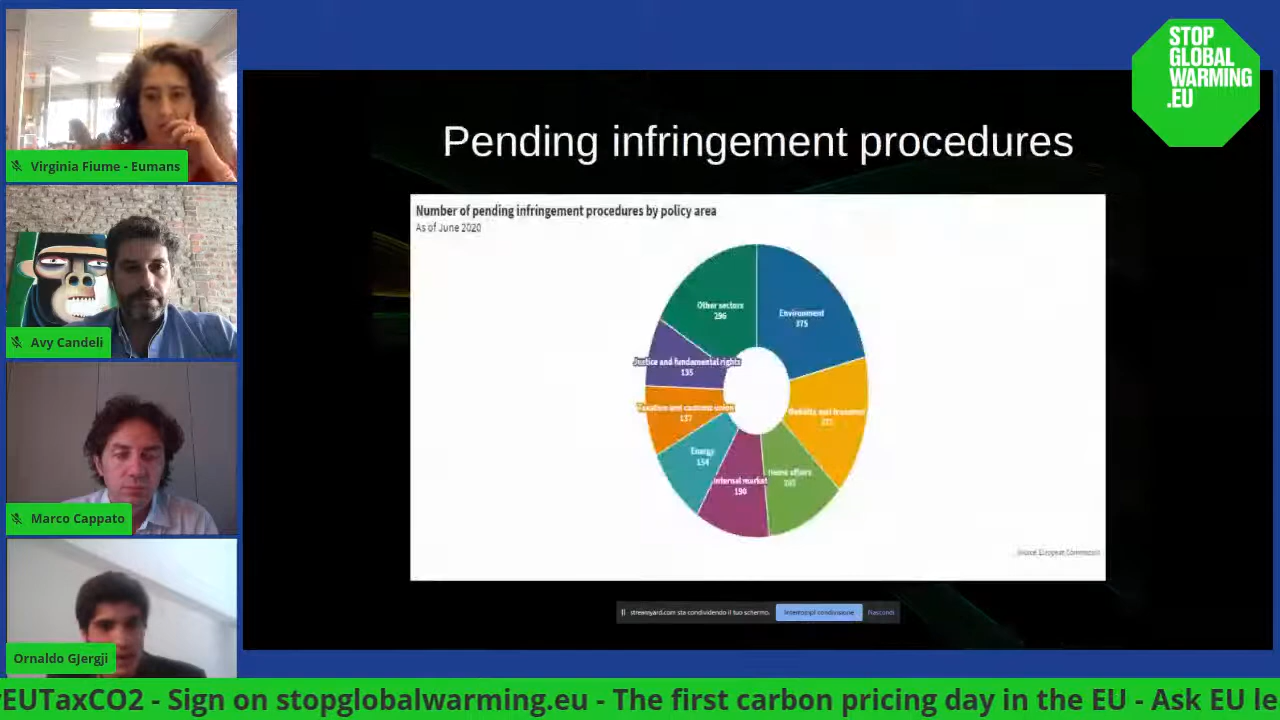 Virginia Fiume - Eumans
Avy Candeli
Marco Cappato
Ornaldo GJergji
STOP
GLOBAL
WARMING
.EU
Pending infringement procedures
Number of pending infringement procedures by policy area
As of June 2020
Other sectors
296
Environment
375
Justice and fundamental rights
135
Taxation and customs union
137
Mobility and transport
Energy
154
Internal market
190
Home affairs
Source: European Commission
streamyard.com sta condividendo il tuo schermo.
Interrompi condivisione
Nascondi
EUTaxCO2 - Sign on stopglobalwarming.eu - The first carbon pricing day in the EU - Ask EU le